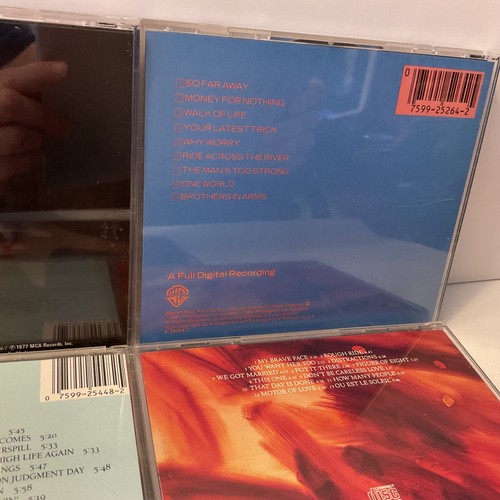 SO FAR AWAY
MONEY FOR NOTHING
WALK OF LIFE
YOUR LATEST TRICK
WHY WORRY
RIDE ACROSS THE RIVER
THE MAN'S TOO STRONG
ONE WORLD
BROTHERS IN ARMS
A Full Digital Recording
0
7599-25264-2
℗ 1977 MCA Records, Inc.
0 7599-25448-2
5:45
COMES 5:20
ERSPILL 5:33
HIGH LIFE AGAIN 5:33
NGS 5:47
ON JUDGMENT DAY 5:48
N 5:58
5:19
MY BRAVE FACE ROUGH RIDE
YOU WANT HER TOO DISTRACTIONS
WE GOT MARRIED PUT IT THERE FIGURE OF EIGHT
THIS ONE DON'T BE CARELESS LOVE
THAT DAY IS DONE HOW MANY PEOPLE
MOTOR OF LOVE OU EST LE SOLEIL
disc